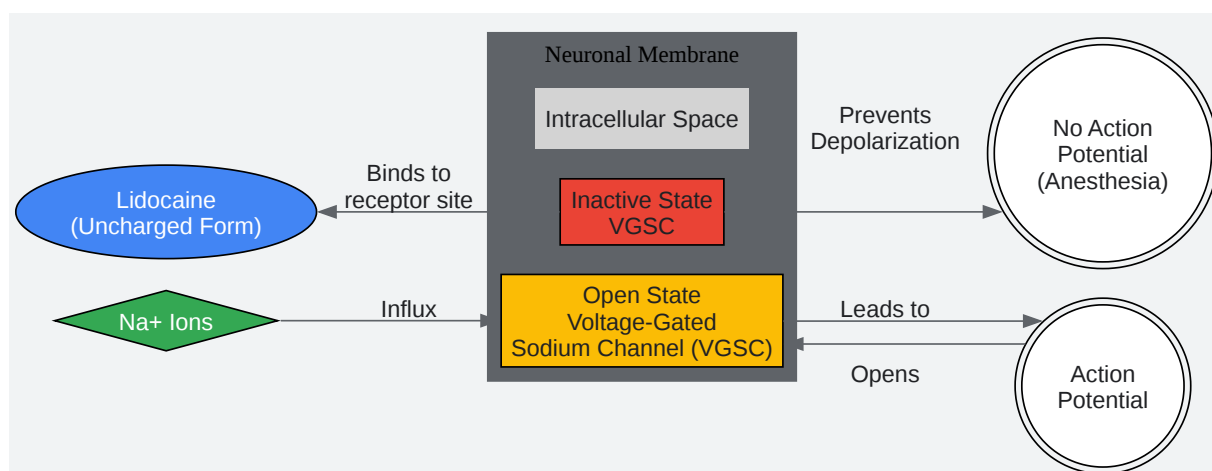 Neuronal Membrane
Intracellular Space
Prevents
Depolarization
No Action
Potential
(Anesthesia)
Lidocaine
(Uncharged Form)
Binds to
receptor site
Inactive State
VGSC
Na+ Ions
Influx
Open State
Voltage-Gated
Sodium Channel (VGSC)
Leads to
Opens
Action
Potential